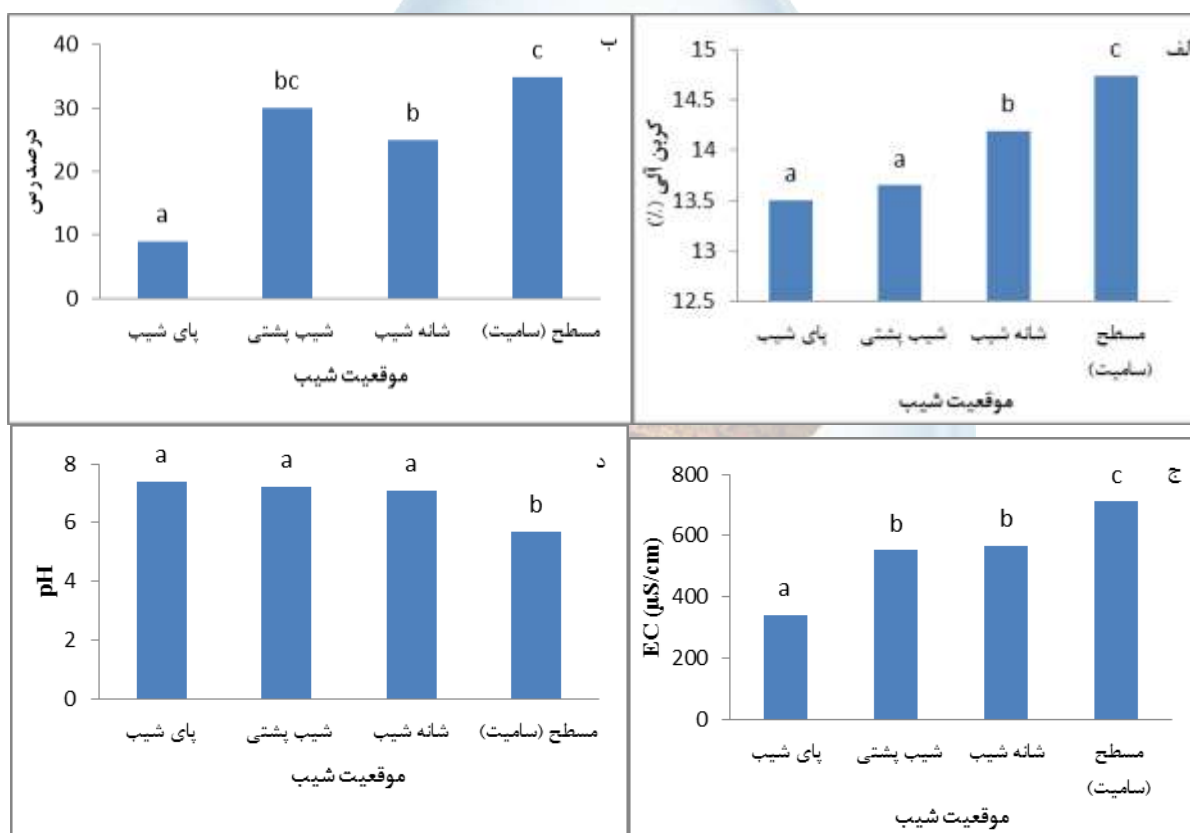 الف
کربن آلی (٪)
15
14.5
14
13.5
13
12.5
a
a
b
c
پای شیب
شیب پشتی
شانه شیب
مسطح
(سامیت)
موقعیت شیب
ب
درصد رس
40
30
20
10
0
a
bc
b
c
پای شیب
شیب پشتی
شانه شیب
مسطح (سامیت)
موقعیت شیب
ج
EC (µS/cm)
800
600
400
200
0
a
b
b
c
پای شیب
شیب پشتی
شانه شیب
مسطح
(سامیت)
موقعیت شیب
د
pH
8
6
4
2
0
a
a
a
b
پای شیب
شیب پشتی
شانه شیب
مسطح (سامیت)
موقعیت شیب